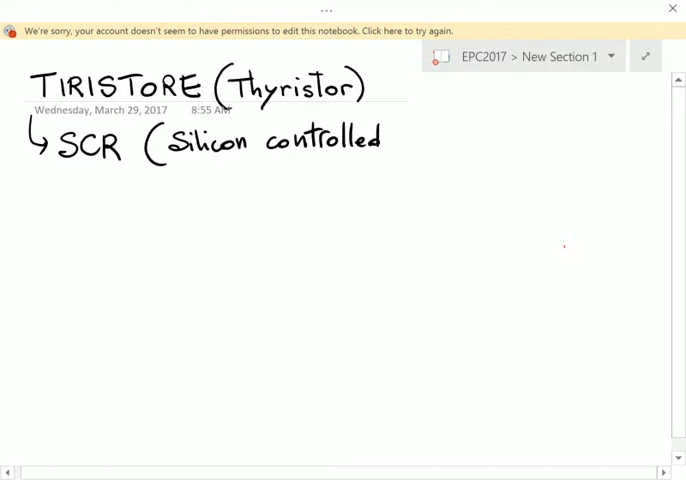 ...
We're sorry, your account doesn't seem to have permissions to edit this notebook. Click here to try again.
EPC2017 > New Section 1
TIRISTORE (Thyristor)
Wednesday, March 29, 2017 8:55 AM
↳ SCR (Silicon controlled